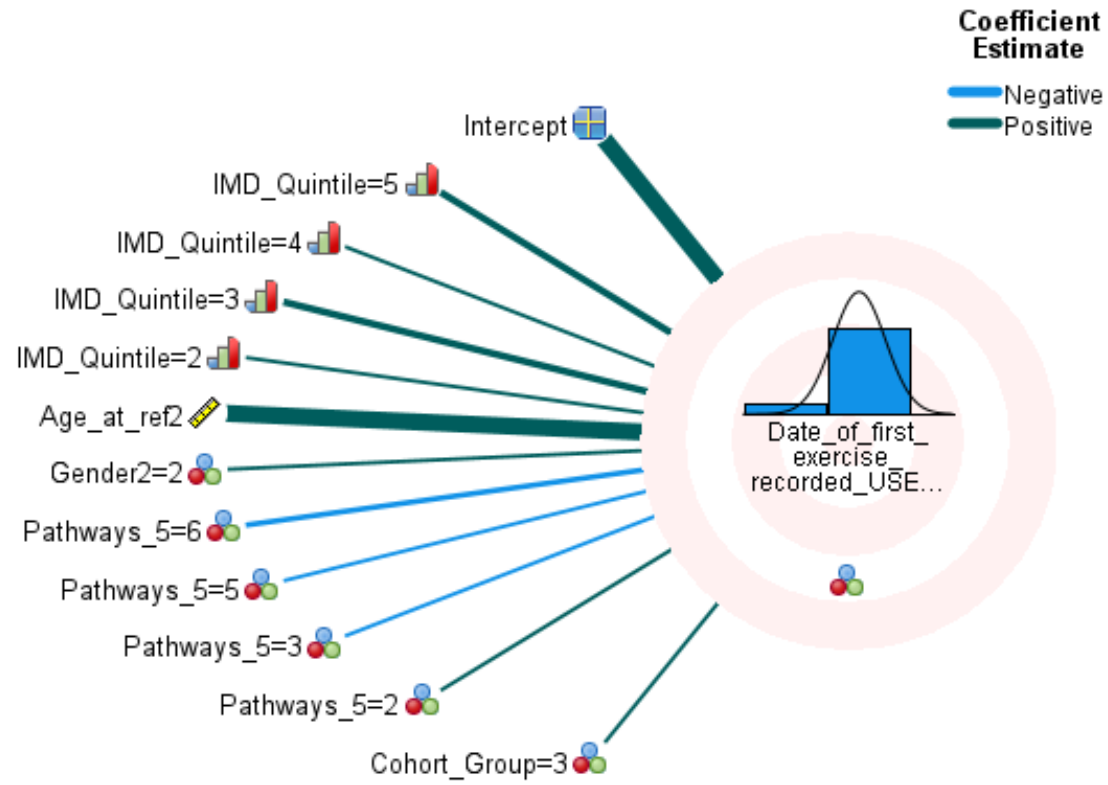 Coefficient
Estimate
Negative
Positive
Intercept
IMD_Quintile=5
IMD_Quintile=4
IMD_Quintile=3
IMD_Quintile=2
Age_at_ref2
Gender2=2
Pathways_5=6
Pathways_5=5
Pathways_5=3
Pathways_5=2
Cohort_Group=3
Date_of_first_
exercise_
recorded_USE...